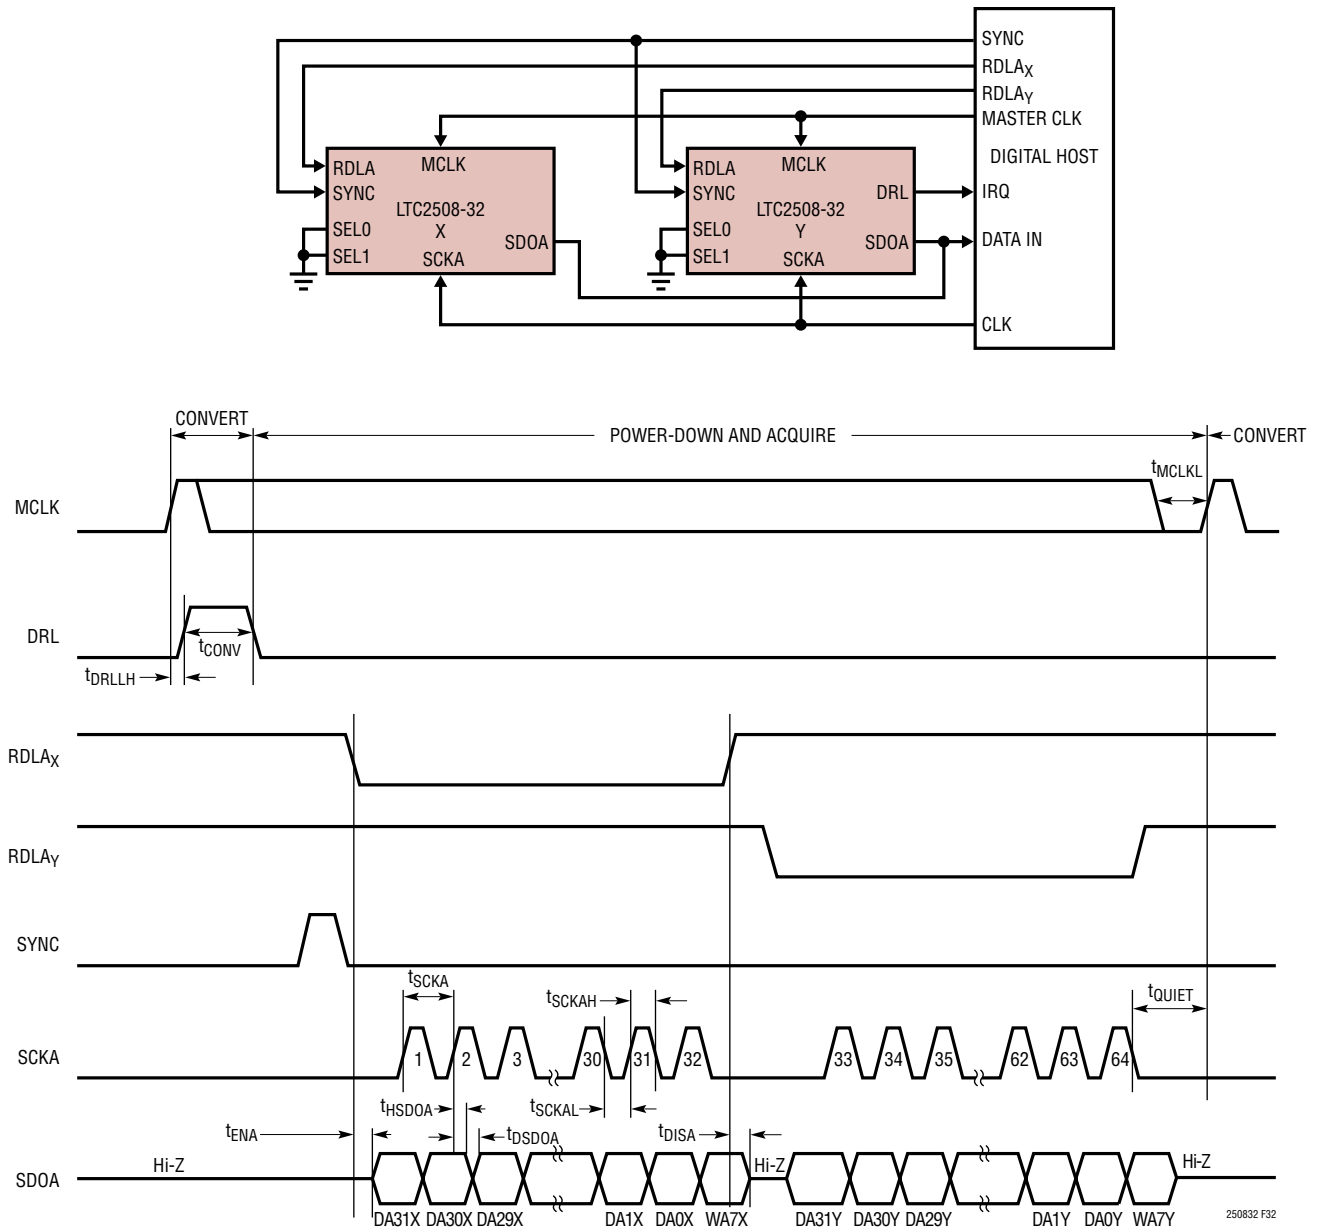 SYNC
RDLAX
RDLAY
MASTER CLK
DIGITAL HOST
IRQ
DATA IN
CLK
RDLA
MCLK
SYNC
LTC2508-32
X
SEL0
SEL1
SDOA
SCKA
RDLA
MCLK
SYNC
DRL
LTC2508-32
Y
SEL0
SEL1
SDOA
SCKA
CONVERT
POWER-DOWN AND ACQUIRE
CONVERT
tMCLKL
MCLK
DRL
tCONV
tDRLLH
RDLAX
RDLAY
SYNC
tSCKA
tSCKAH
tQUIET
SCKA
1 2 3 30 31 32 33 34 35 62 63 64
tHSDOA
tSCKAL
tENA
tDSDOA
tDISA
SDOA
Hi-Z
Hi-Z
Hi-Z
DA31X DA30X DA29X DA1X DA0X WA7X DA31Y DA30Y DA29Y DA1Y DA0Y WA7Y
250832 F32